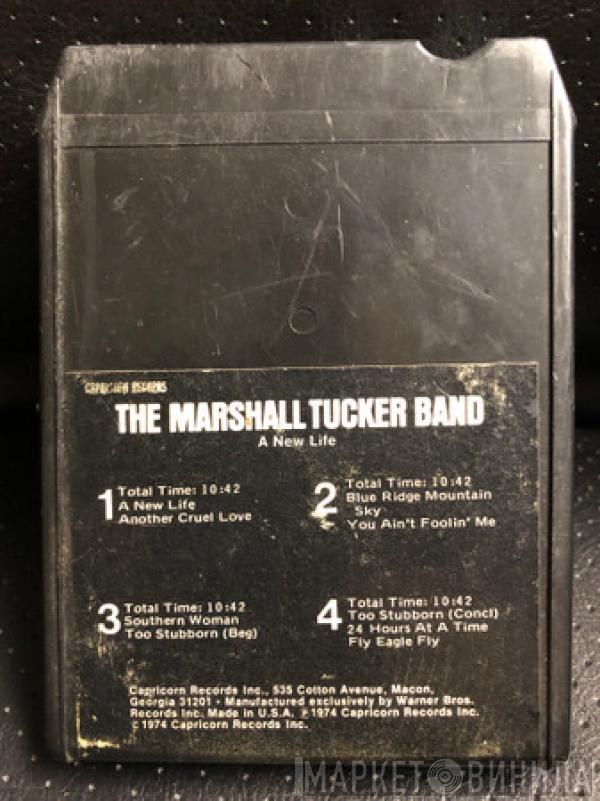 CAPRICORN RECORDS
THE MARSHALL TUCKER BAND
A New Life
1
Total Time: 10:42
A New Life
Another Cruel Love
2
Total Time: 10:42
Blue Ridge Mountain
Sky
You Ain't Foolin' Me
3
Total Time: 10:42
Southern Woman
Too Stubborn (Beg)
4
Total Time: 10:42
Too Stubborn (Concl)
24 Hours At A Time
Fly Eagle Fly
Capricorn Records Inc., 535 Cotton Avenue, Macon,
Georgia 31201 • Manufactured exclusively by Warner Bros.
Records Inc. Made in U.S.A. ℗ 1974 Capricorn Records Inc.
© 1974 Capricorn Records Inc.
МАРКЕТ ВИНИЛА